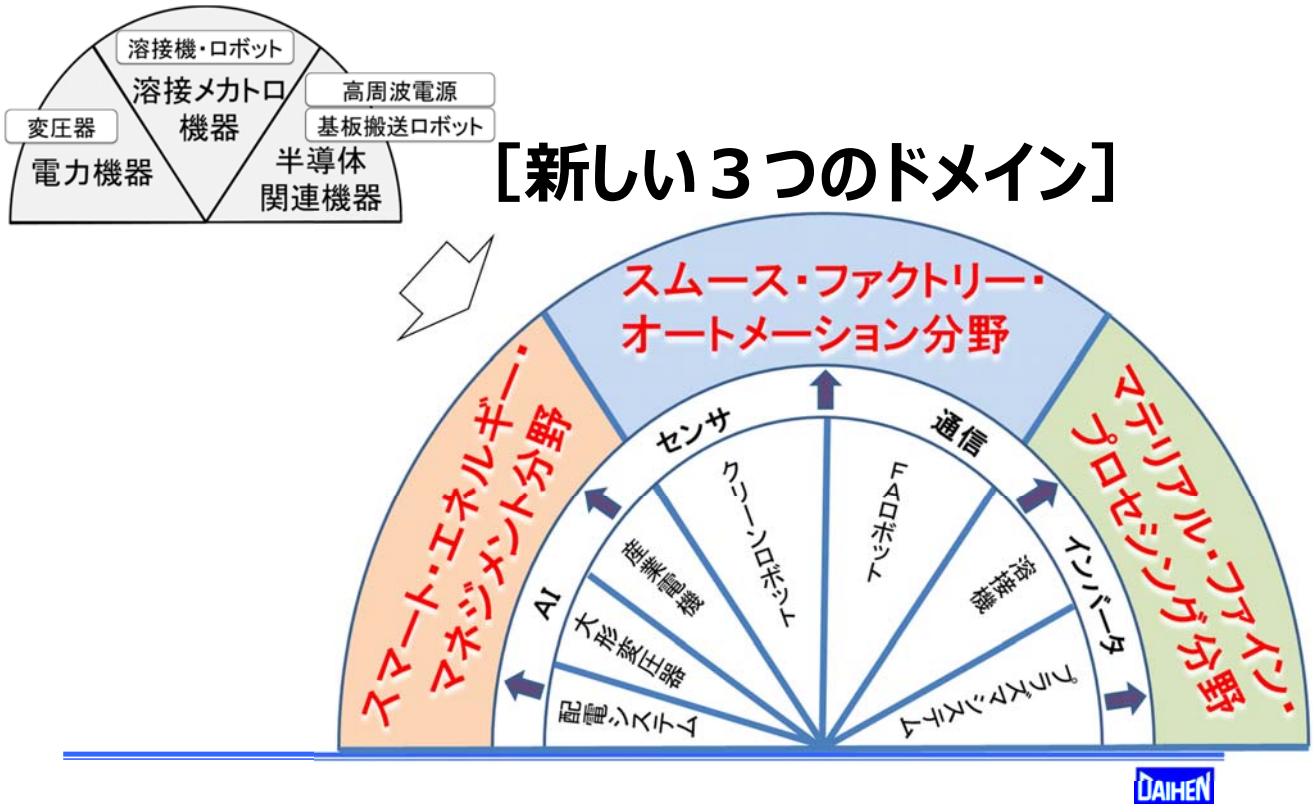 溶接機・ロボット
溶接メカトロ
機器
変圧器
電力機器
高周波電源
基板搬送ロボット
半導体
関連機器
［新しい３つのドメイン］
スマート・エネルギー・
マネジメント分野
スムース・ファクトリー・
オートメーション分野
マテリアル・ファイン・
プロセシング分野
AI
センサ
通信
インバータ
配電システム
大形変圧器
産業電機
クリーンロボット
FAロボット
溶接機
プラズマシステム
DAIHEN